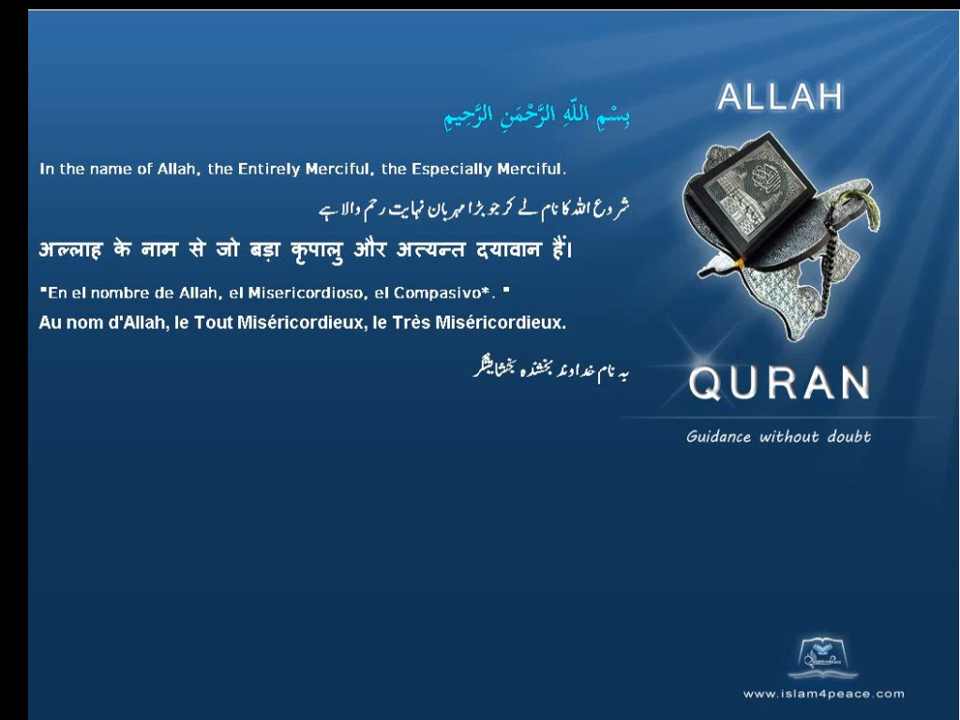 بِسْمِ اللّهِ الرَّحْمَنِ الرَّحِيمِ
In the name of Allah, the Entirely Merciful, the Especially Merciful.
شروع الله کا نام لے کر جو بڑا مہربان نہایت رحم والا ہے
अल्लाह के नाम से जो बड़ा कृपालु और अत्यन्त दयावान हैं।
"En el nombre de Allah, el Misericordioso, el Compasivo*. "
Au nom d'Allah, le Tout Miséricordieux, le Très Miséricordieux.
به نام خداوند بخشنده بخشایشگر
ALLAH
QURAN
Guidance without doubt
www.islam4peace.com